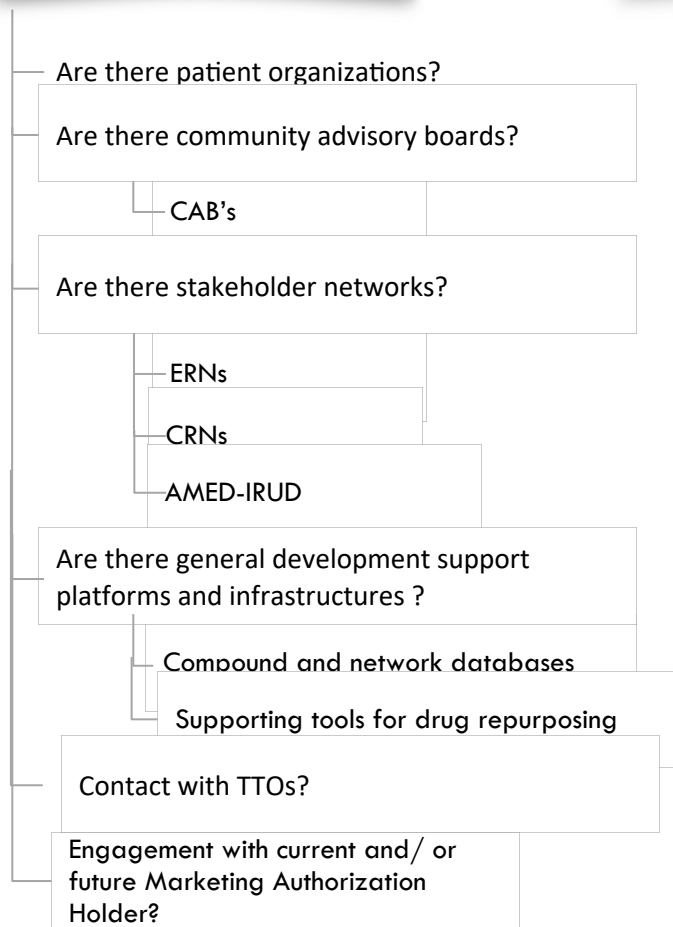 Are there patient organizations?
Are there community advisory boards?
CAB’s
Are there stakeholder networks?
ERNs
CRNs
AMED-IRUD
Are there general development support
platforms and infrastructures ?
Compound and network databases
Supporting tools for drug repurposing
Contact with TTOs?
Engagement with current and/ or
future Marketing Authorization
Holder?